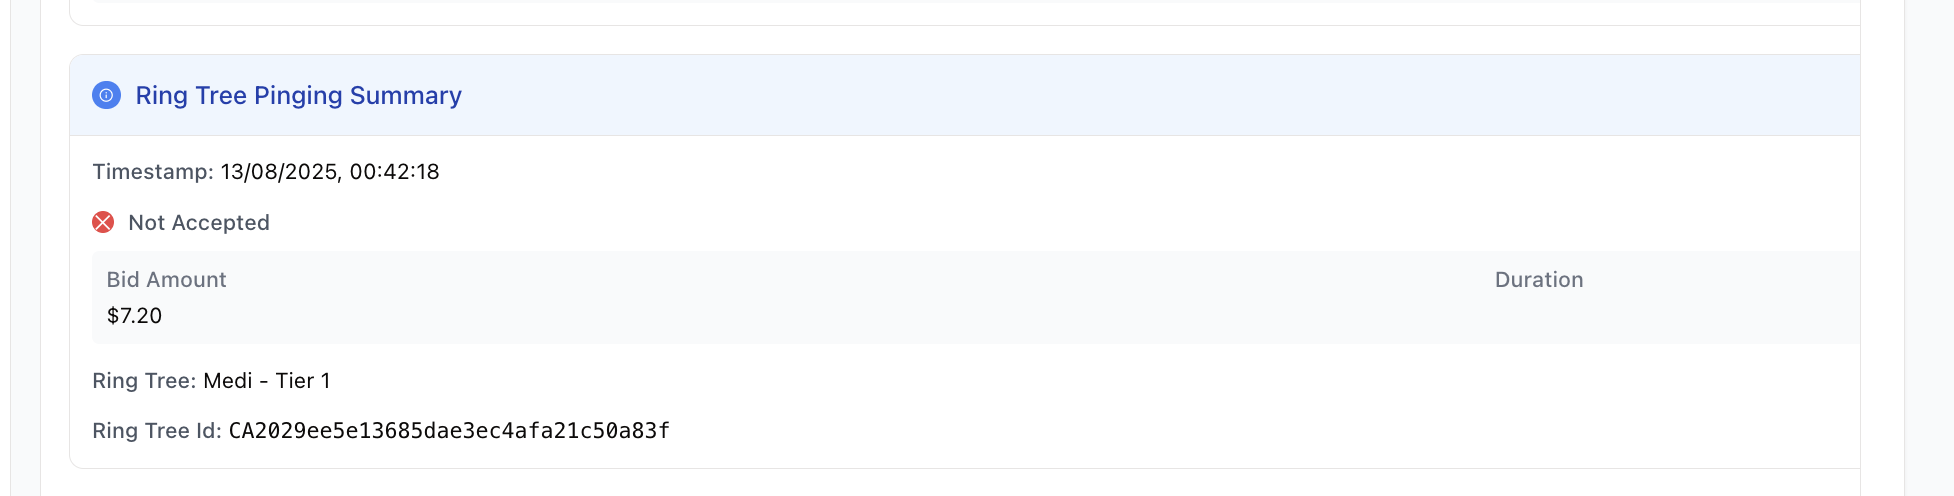 Ring Tree Pinging Summary
Timestamp: 13/08/2025, 00:42:18
Not Accepted
Bid Amount
Duration
$7.20
Ring Tree: Medi - Tier 1
Ring Tree Id: CA2029ee5e13685dae3ec4afa21c50a83f